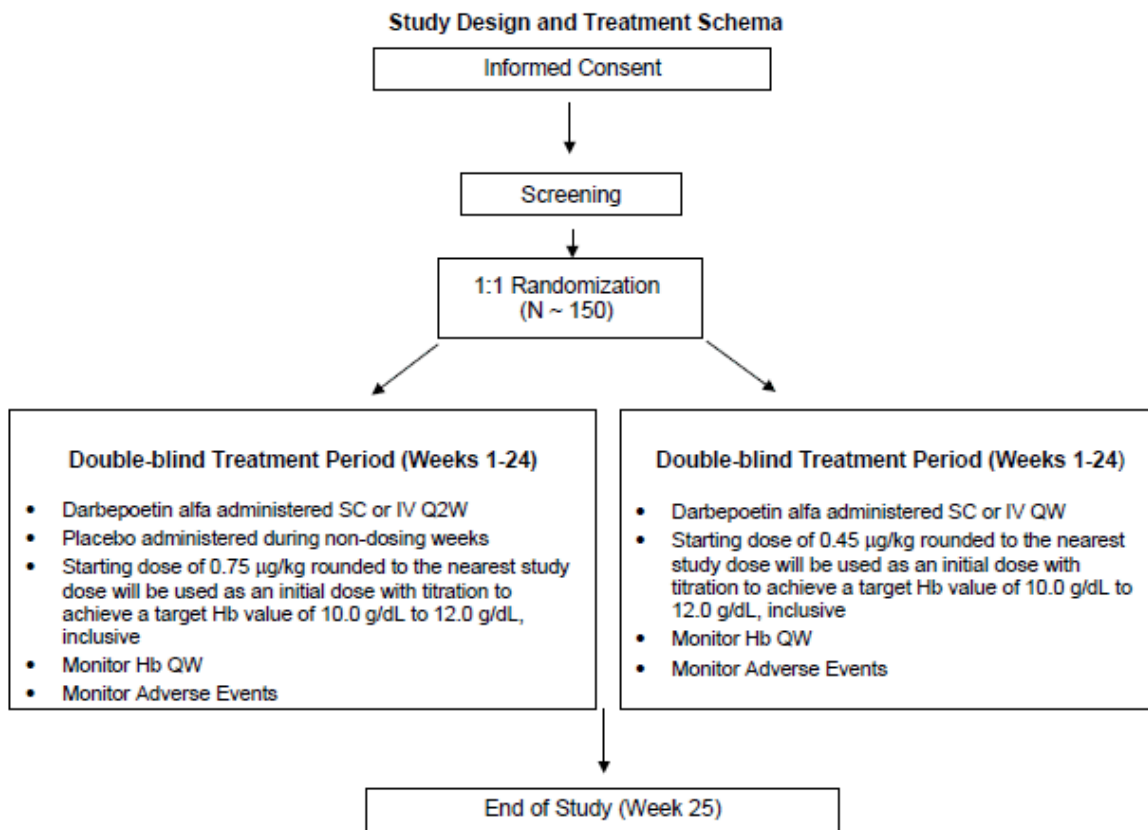 Study Design and Treatment Schema
Informed Consent
Screening
1:1 Randomization
(N ~ 150)
Double-blind Treatment Period (Weeks 1-24)
• Darbepoetin alfa administered SC or IV Q2W
• Placebo administered during non-dosing weeks
• Starting dose of 0.75 μg/kg rounded to the nearest study
dose will be used as an initial dose with titration to
achieve a target Hb value of 10.0 g/dL to 12.0 g/dL,
inclusive
• Monitor Hb QW
• Monitor Adverse Events
Double-blind Treatment Period (Weeks 1-24)
• Darbepoetin alfa administered SC or IV QW
• Starting dose of 0.45 μg/kg rounded to the nearest
study dose will be used as an initial dose with
titration to achieve a target Hb value of 10.0 g/dL to
12.0 g/dL, inclusive
• Monitor Hb QW
• Monitor Adverse Events
End of Study (Week 25)